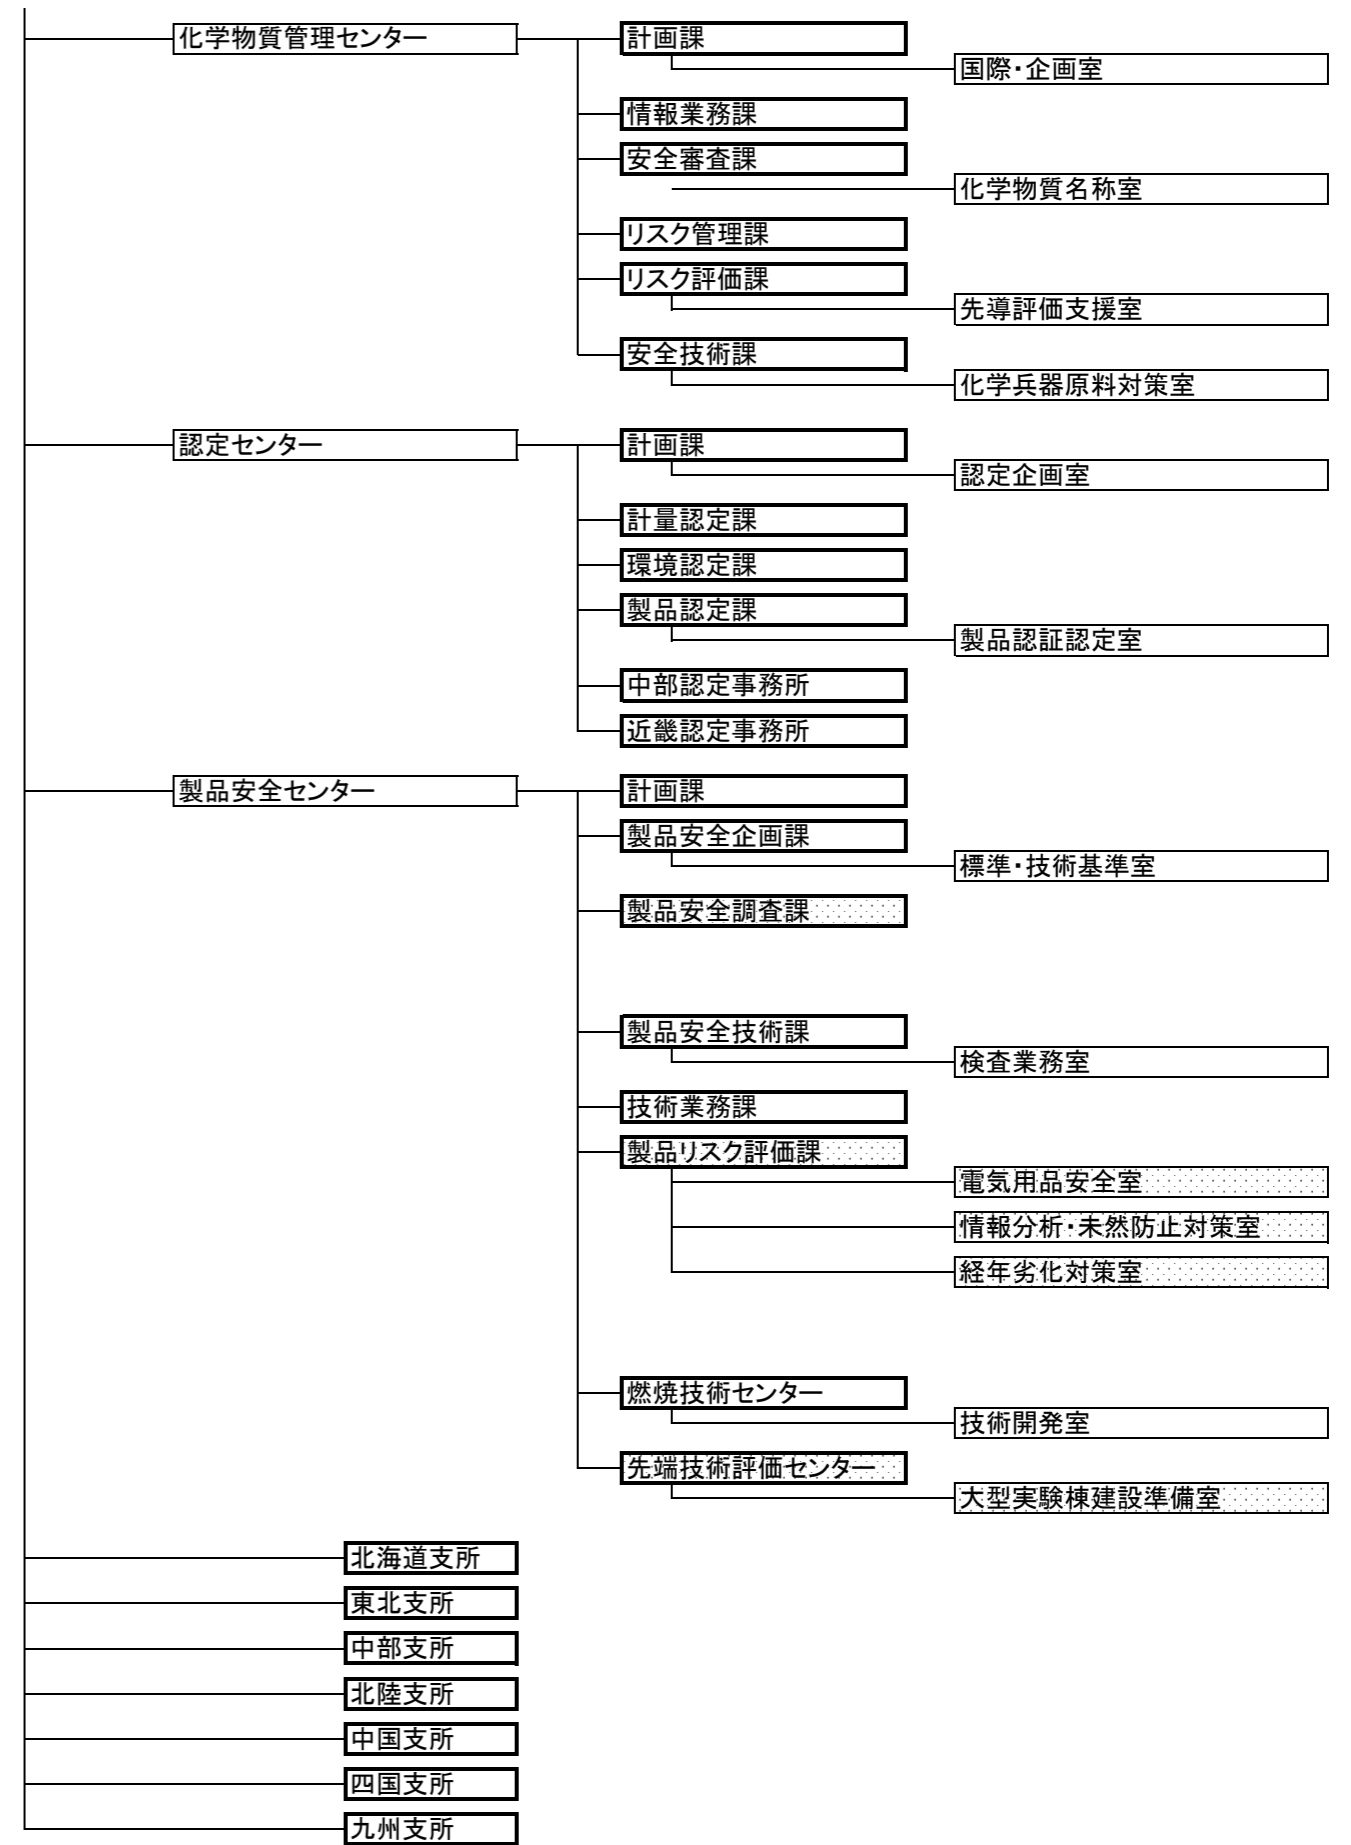 化学物質管理センター
計画課
国際・企画室
情報業務課
安全審査課
化学物質名称室
リスク管理課
リスク評価課
先導評価支援室
安全技術課
化学兵器原料対策室
認定センター
計画課
認定企画室
計量認定課
環境認定課
製品認定課
製品認証認定室
中部認定事務所
近畿認定事務所
製品安全センター
計画課
製品安全企画課
標準・技術基準室
製品安全調査課
製品安全技術課
検査業務室
技術業務課
製品リスク評価課
電気用品安全室
情報分析・未然防止対策室
経年劣化対策室
燃焼技術センター
技術開発室
先端技術評価センター
大型実験棟建設準備室
北海道支所
東北支所
中部支所
北陸支所
中国支所
四国支所
九州支所